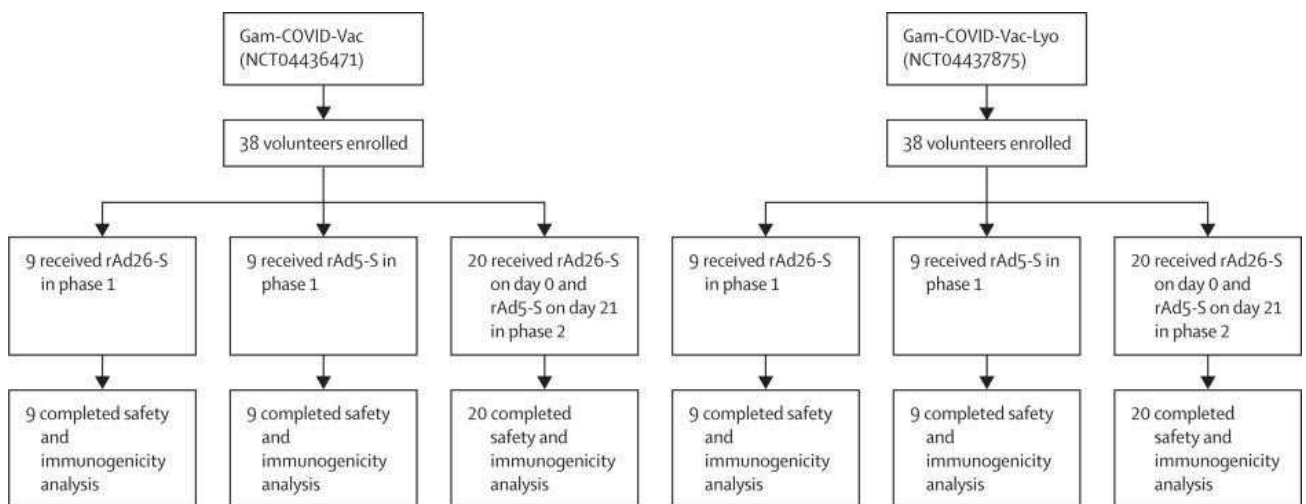 Gam-COVID-Vac
(NCT04436471)
Gam-COVID-Vac-Lyo
(NCT04437875)
38 volunteers enrolled
38 volunteers enrolled
9 received rAd26-S
in phase 1
9 received rAd5-S in
phase 1
20 received rAd26-S
on day 0 and
rAd5-S on day 21
in phase 2
9 received rAd26-S
in phase 1
9 received rAd5-S in
phase 1
20 received rAd26-S
on day 0 and
rAd5-S on day 21
in phase 2
9 completed safety
and
immunogenicity
analysis
9 completed safety
and
immunogenicity
analysis
20 completed
safety and
immunogenicity
analysis
9 completed safety
and
immunogenicity
analysis
9 completed safety
and
immunogenicity
analysis
20 completed
safety and
immunogenicity
analysis